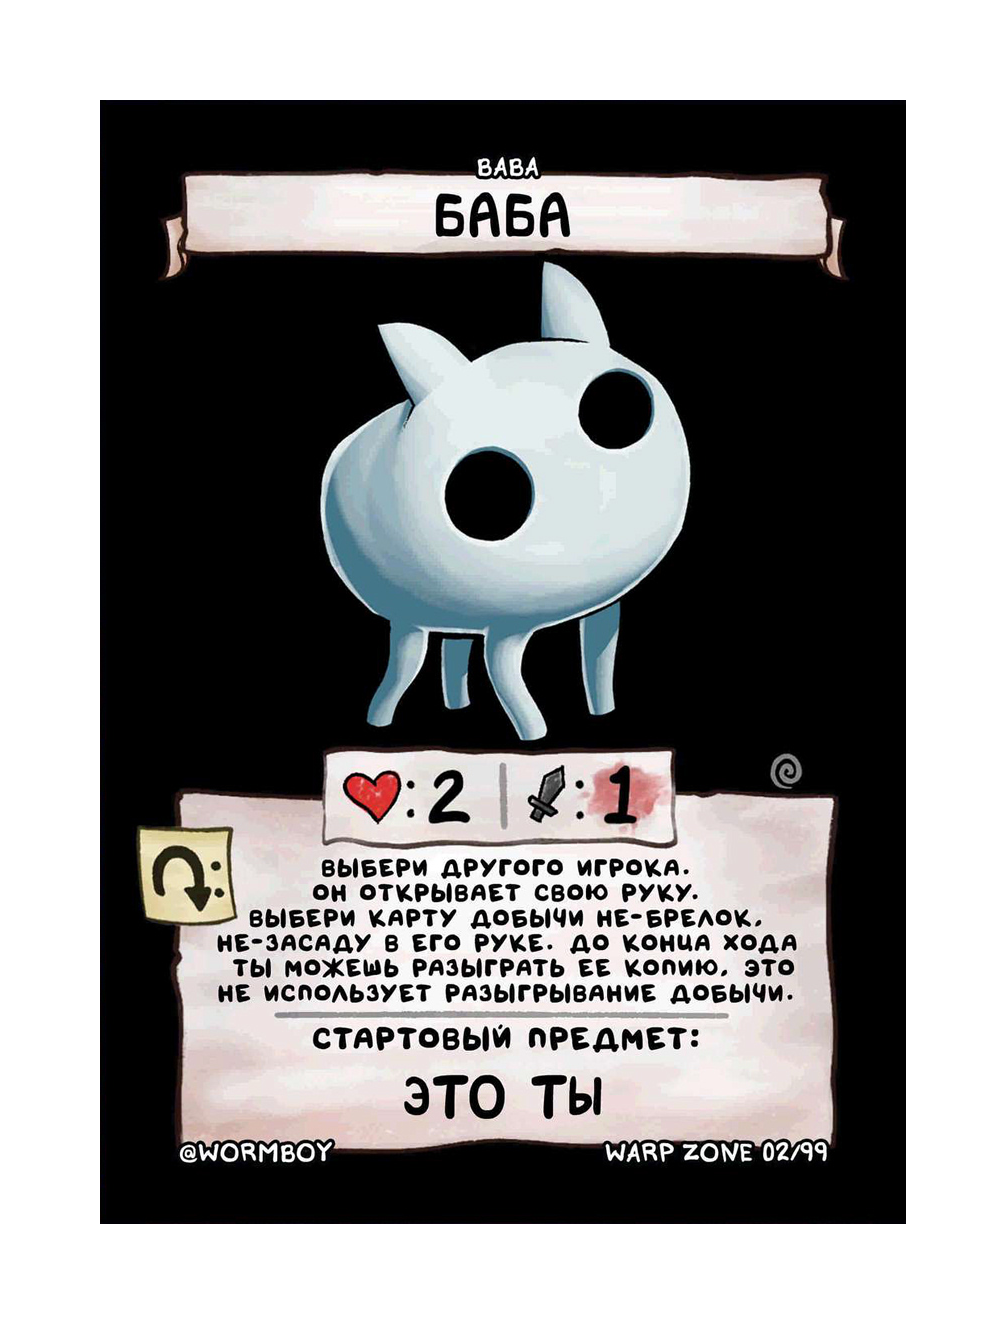 BABA
БАБА
:2 | :1
ВЫБЕРИ ДРУГОГО ИГРОКА.
ОН ОТКРЫВАЕТ СВОЮ РУКУ.
ВЫБЕРИ КАРТУ ДОБЫЧИ НЕ-БРЕЛОК,
НЕ-ЗАСАДУ В ЕГО РУКЕ. ДО КОНЦА ХОДА
ТЫ МОЖЕШЬ РАЗЫГРАТЬ ЕЕ КОПИЮ. ЭТО
НЕ ИСПОЛЬЗУЕТ РАЗЫГРЫВАНИЕ ДОБЫЧИ.
СТАРТОВЫЙ ПРЕДМЕТ:
ЭТО ТЫ
@WORMBOY
WARP ZONE 02/99